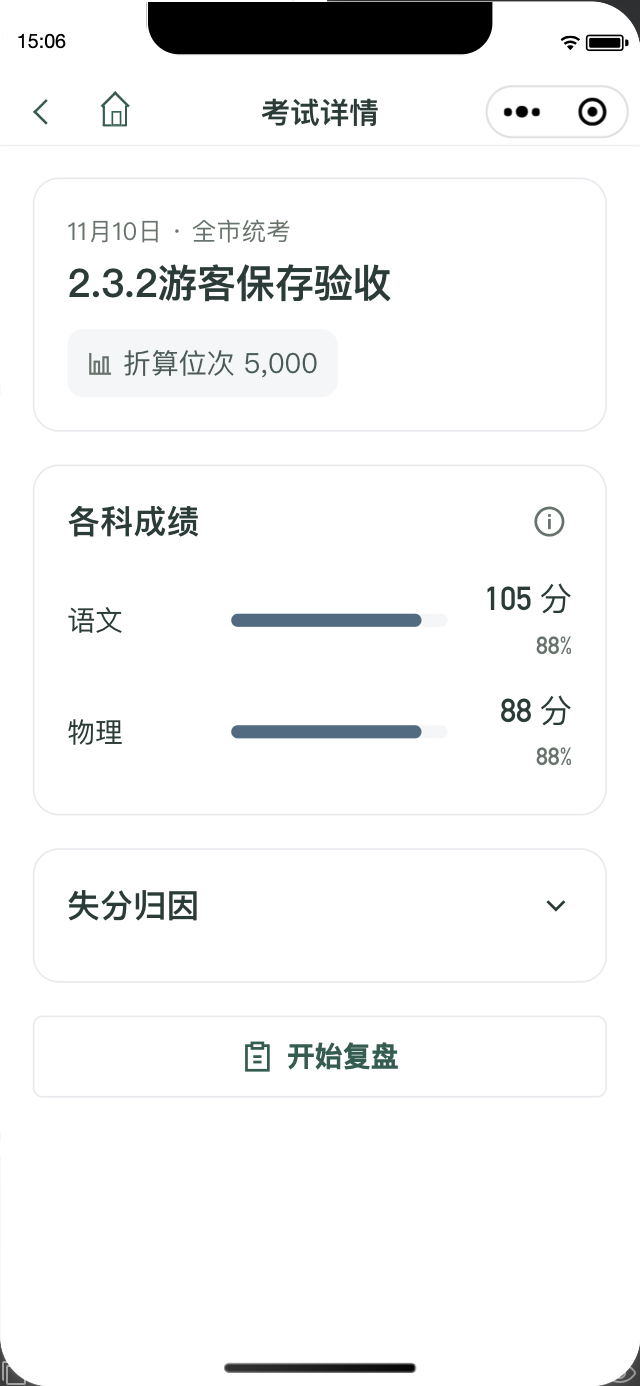 15:06
考试详情
11月10日 · 全市统考
2.3.2游客保存验收
折算位次 5,000
各科成绩
语文
105 分
88%
物理
88 分
88%
失分归因
开始复盘